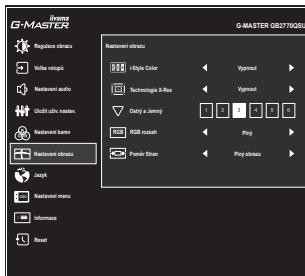 iiyama
G-MASTER
G-MASTER GB2770QSU
Regulace obrazu
Volba vstupů
Nastavení audio
Uložit uživ. nastav.
Nastavení barev
Nastavení obrazu
Jazyk
OSD
Nastavení menu
Informace
Reset
Nastavení obrazu
i-Style Color
Vypnout
Technologie X-Res
Vypnout
Ostrý a Jemný
1 2 3 4 5 6
RGB
RGB rozsah
Plný
Poměr Stran
Plný obrazu